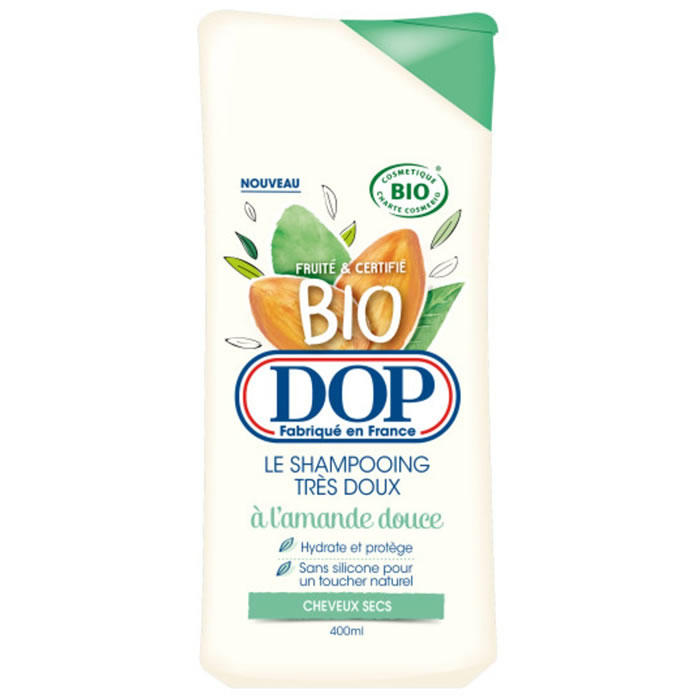 NOUVEAU
COSMETIQUE
BIO
CHARTE COSMEBIO
FRUITÉ & CERTIFIÉ
BIO
DOP
Fabriqué en France
LE SHAMPOOING
TRÈS DOUX
à l'amande douce
Hydrate et protège
Sans silicone pour
un toucher naturel
CHEVEUX SECS
400ml